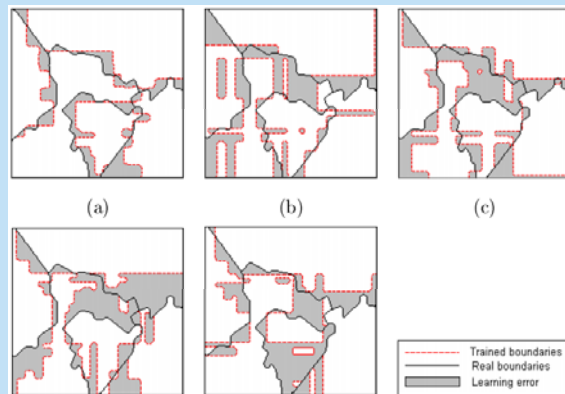 (a) (b) (c)
Trained boundaries
Real boundaries
Learning error